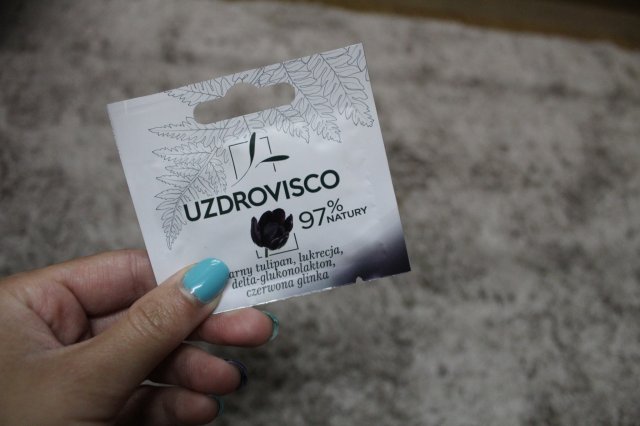 UZDROVISCO
97% NATURY
arny tulipan, lukrecja,
delta-glukonolakton,
czerwona glinka